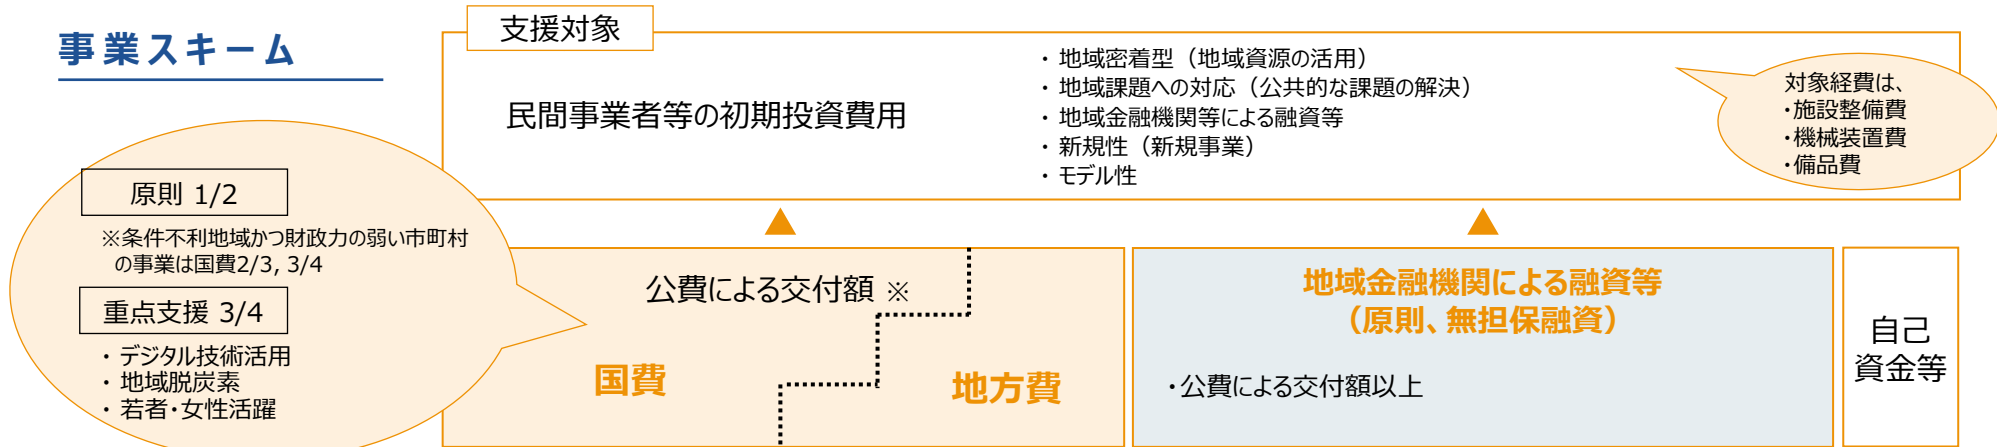 事業スキーム
支援対象
民間事業者等の初期投資費用
・ 地域密着型（地域資源の活用）
・ 地域課題への対応（公共的な課題の解決）
・ 地域金融機関等による融資等
・ 新規性（新規事業）
・ モデル性
対象経費は、
・施設整備費
・機械装置費
・備品費
原則 1/2
※条件不利地域かつ財政力の弱い市町村
の事業は国費2/3, 3/4
重点支援 3/4
・ デジタル技術活用
・ 地域脱炭素
・ 若者・女性活躍
公費による交付額 ※
国費
地方費
地域金融機関による融資等
（原則、無担保融資）
・公費による交付額以上
自己
資金等